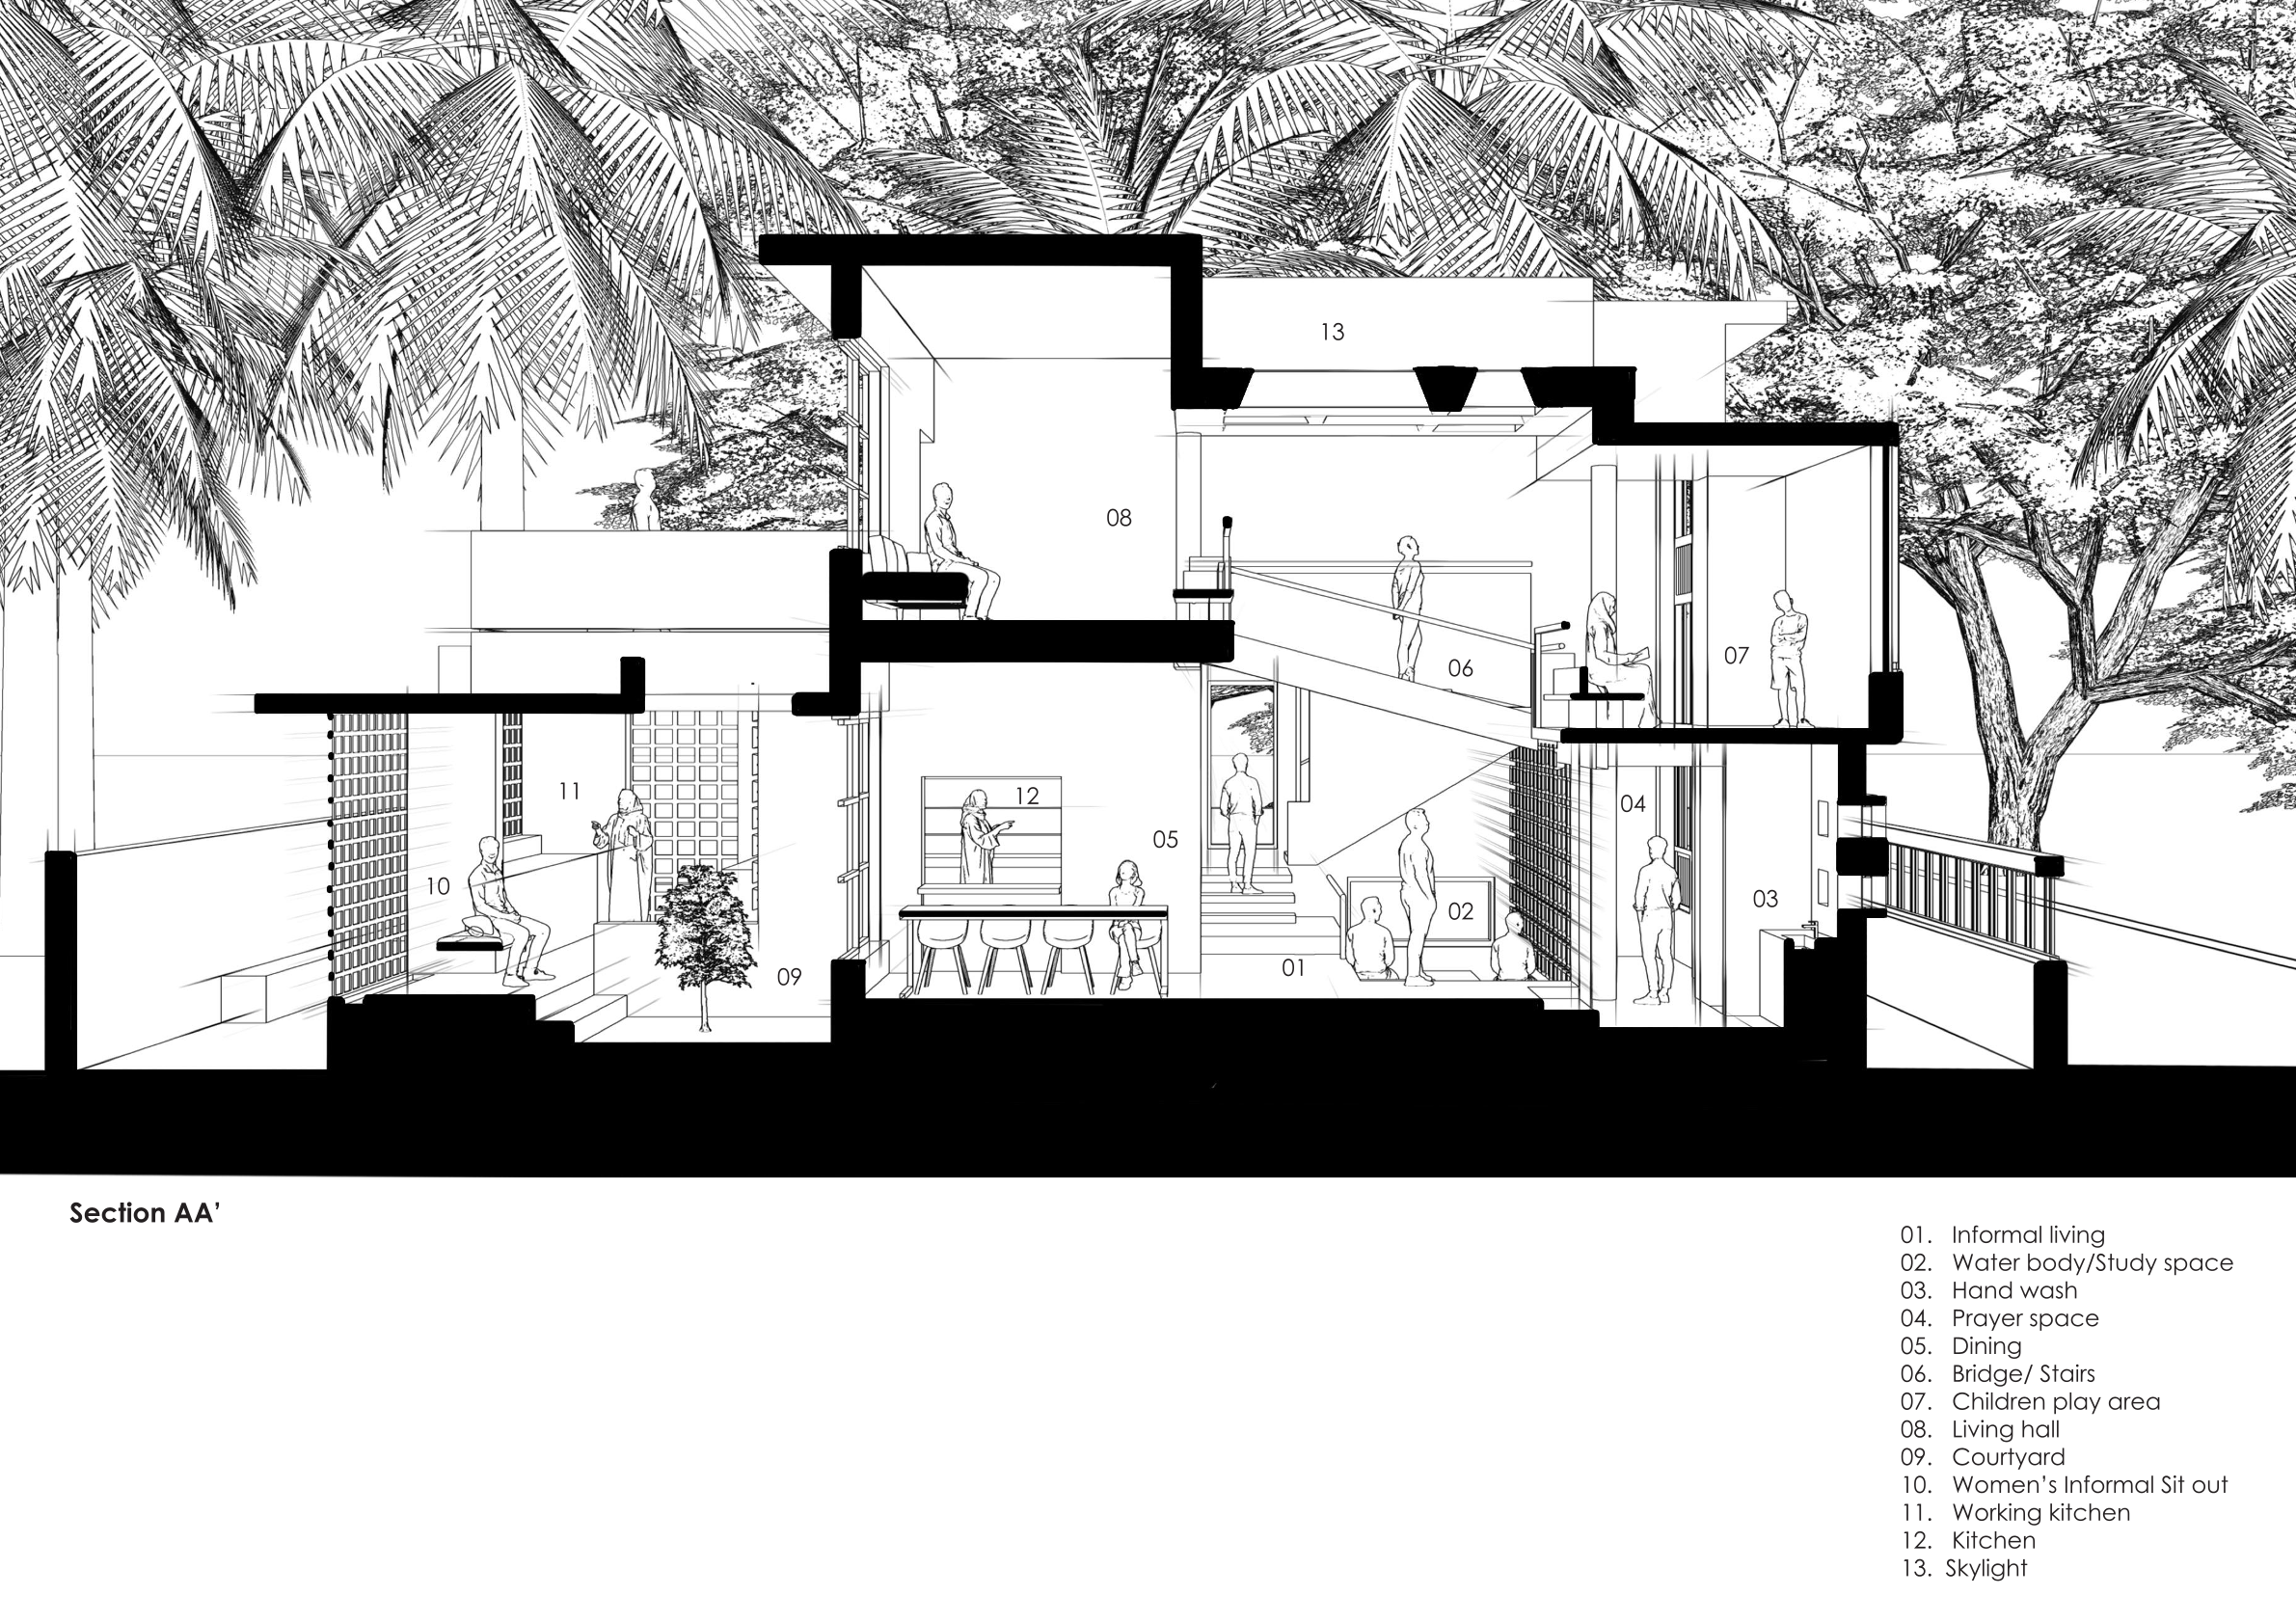 13
08
06
07
11
12
05
04
10
02
03
09
01
Section AA’
01. Informal living
02. Water body/Study space
03. Hand wash
04. Prayer space
05. Dining
06. Bridge/ Stairs
07. Children play area
08. Living hall
09. Courtyard
10. Women’s Informal Sit out
11. Working kitchen
12. Kitchen
13. Skylight